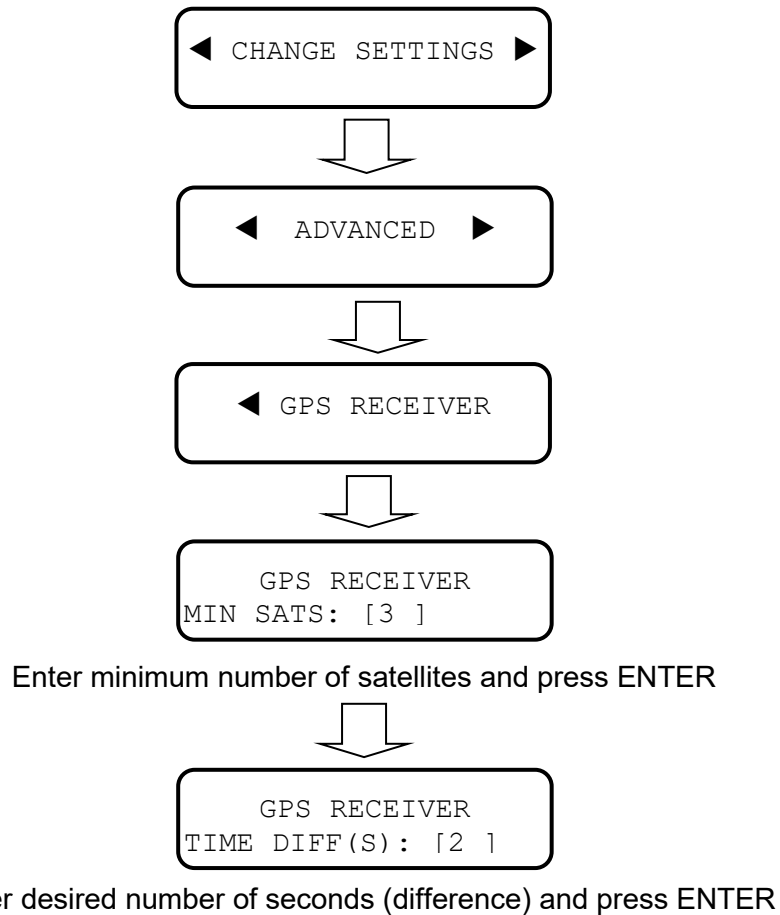 ◄ CHANGE SETTINGS ►
◄ ADVANCED ►
◄ GPS RECEIVER
GPS RECEIVER
MIN SATS: [3 ]
Enter minimum number of satellites and press ENTER
GPS RECEIVER
TIME DIFF(S): [2 ]
desired number of seconds (difference) and press ENTER